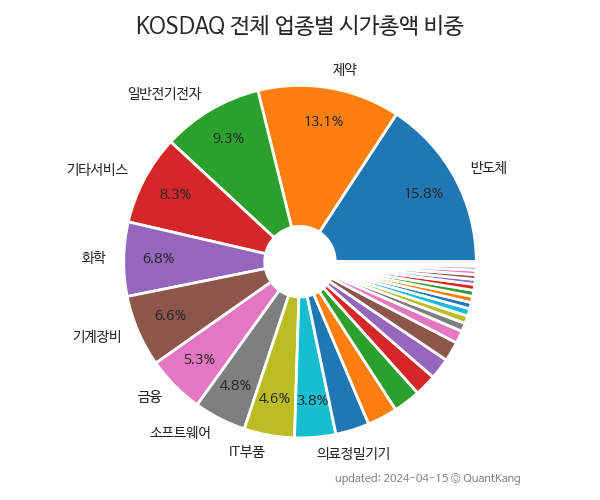 KOSDAQ 전체 업종별 시가총액 비중
제약
일반전기전자
13.1%
9.3%
기타서비스
반도체
8.3%
15.8%
화학
6.8%
6.6%
기계장비
5.3%
4.8%
금융
4.6%
3.8%
소프트웨어
IT부품
의료정밀기기
updated: 2024-04-15 © QuantKang